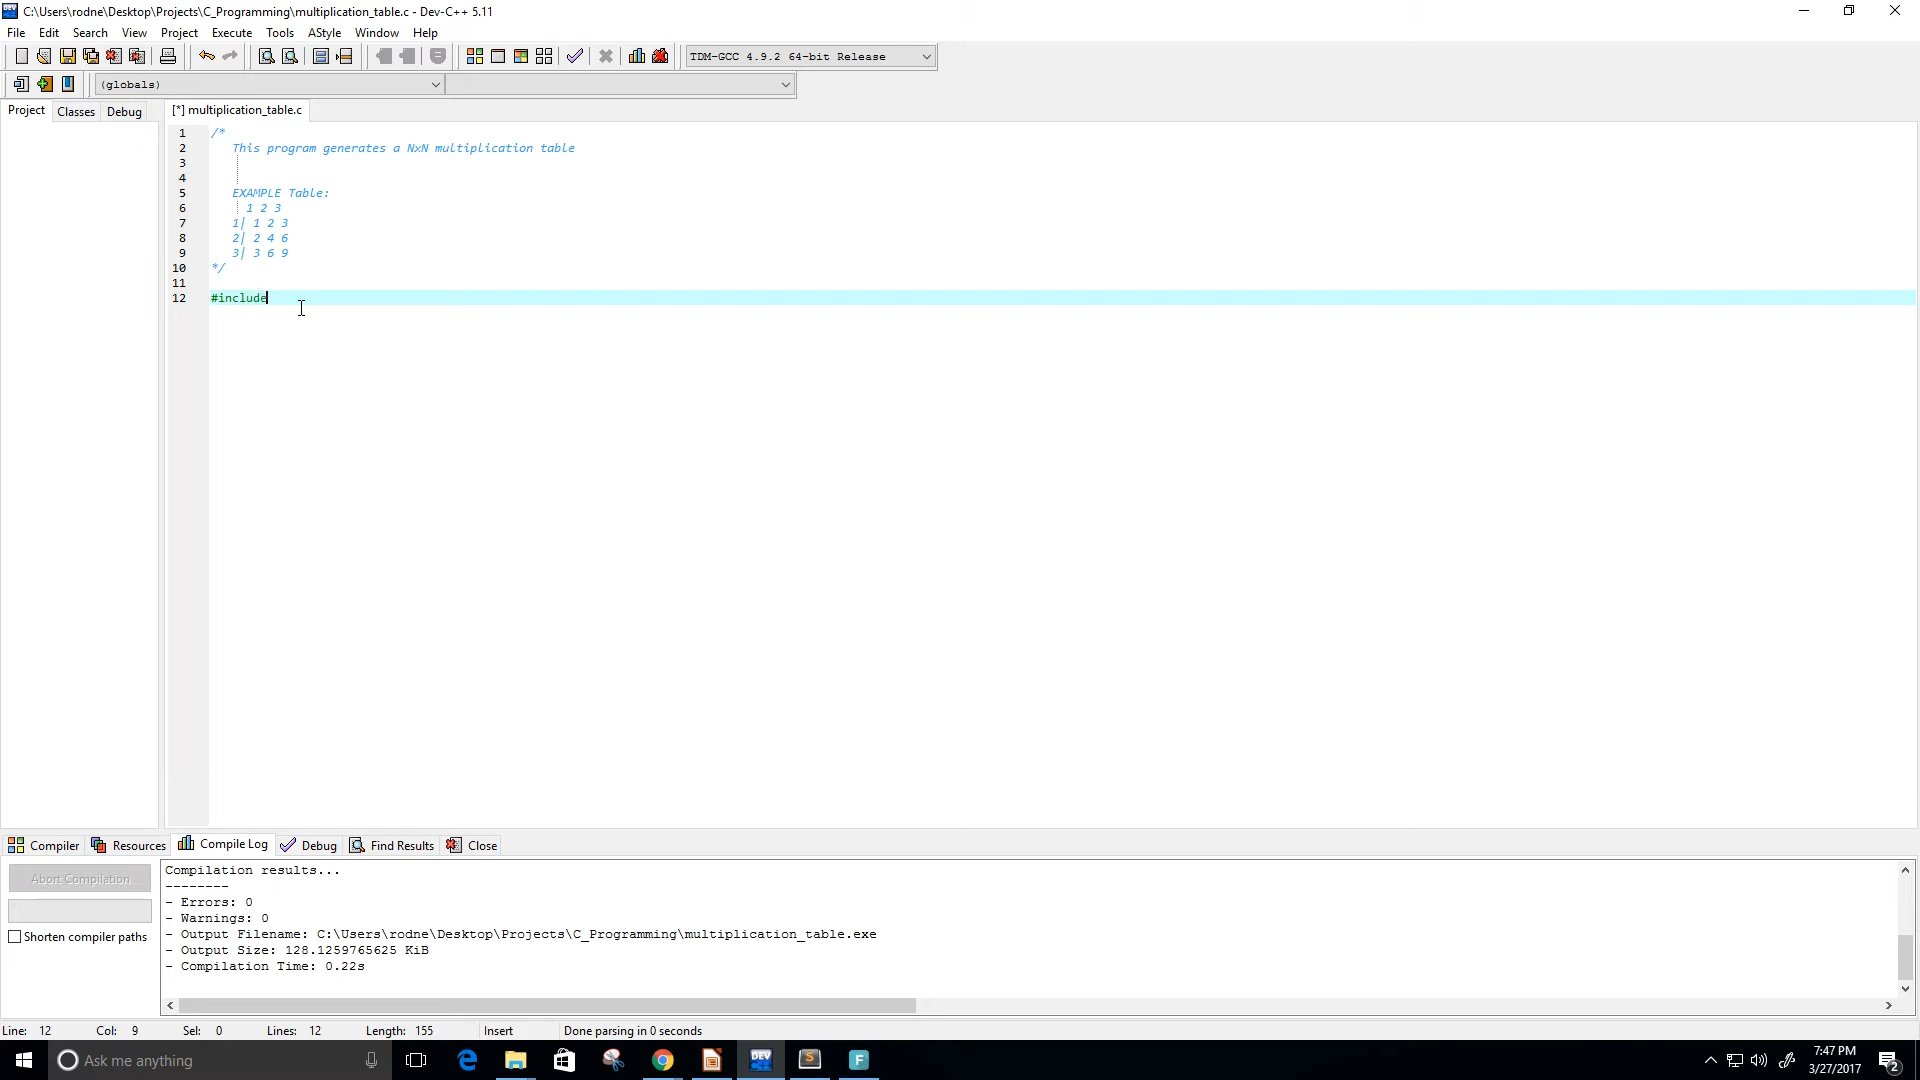 C:\Users\rodne\Desktop\Projects\C_Programming\multiplication_table.c - Dev-C++ 5.11
File Edit Search View Project Execute Tools AStyle Window Help
TDM-GCC 4.9.2 64-bit Release
(globals)
Project Classes Debug [*] multiplication_table.c
1 /*
2 This program generates a NxN multiplication table
3
4
5 EXAMPLE Table:
6 1 2 3
7 1| 1 2 3
8 2| 2 4 6
9 3| 3 6 9
10 */
11
12 #include
Compiler Resources Compile Log Debug Find Results Close
Abort Compilation
Shorten compiler paths
Compilation results...
--------
- Errors: 0
- Warnings: 0
- Output Filename: C:\Users\rodne\Desktop\Projects\C_Programming\multiplication_table.exe
- Output Size: 128.1259765625 KiB
- Compilation Time: 0.22s
Line: 12 Col: 9 Sel: 0 Lines: 12 Length: 155 Insert Done parsing in 0 seconds
Ask me anything
DEV
S
F
7:47 PM
3/27/2017
2